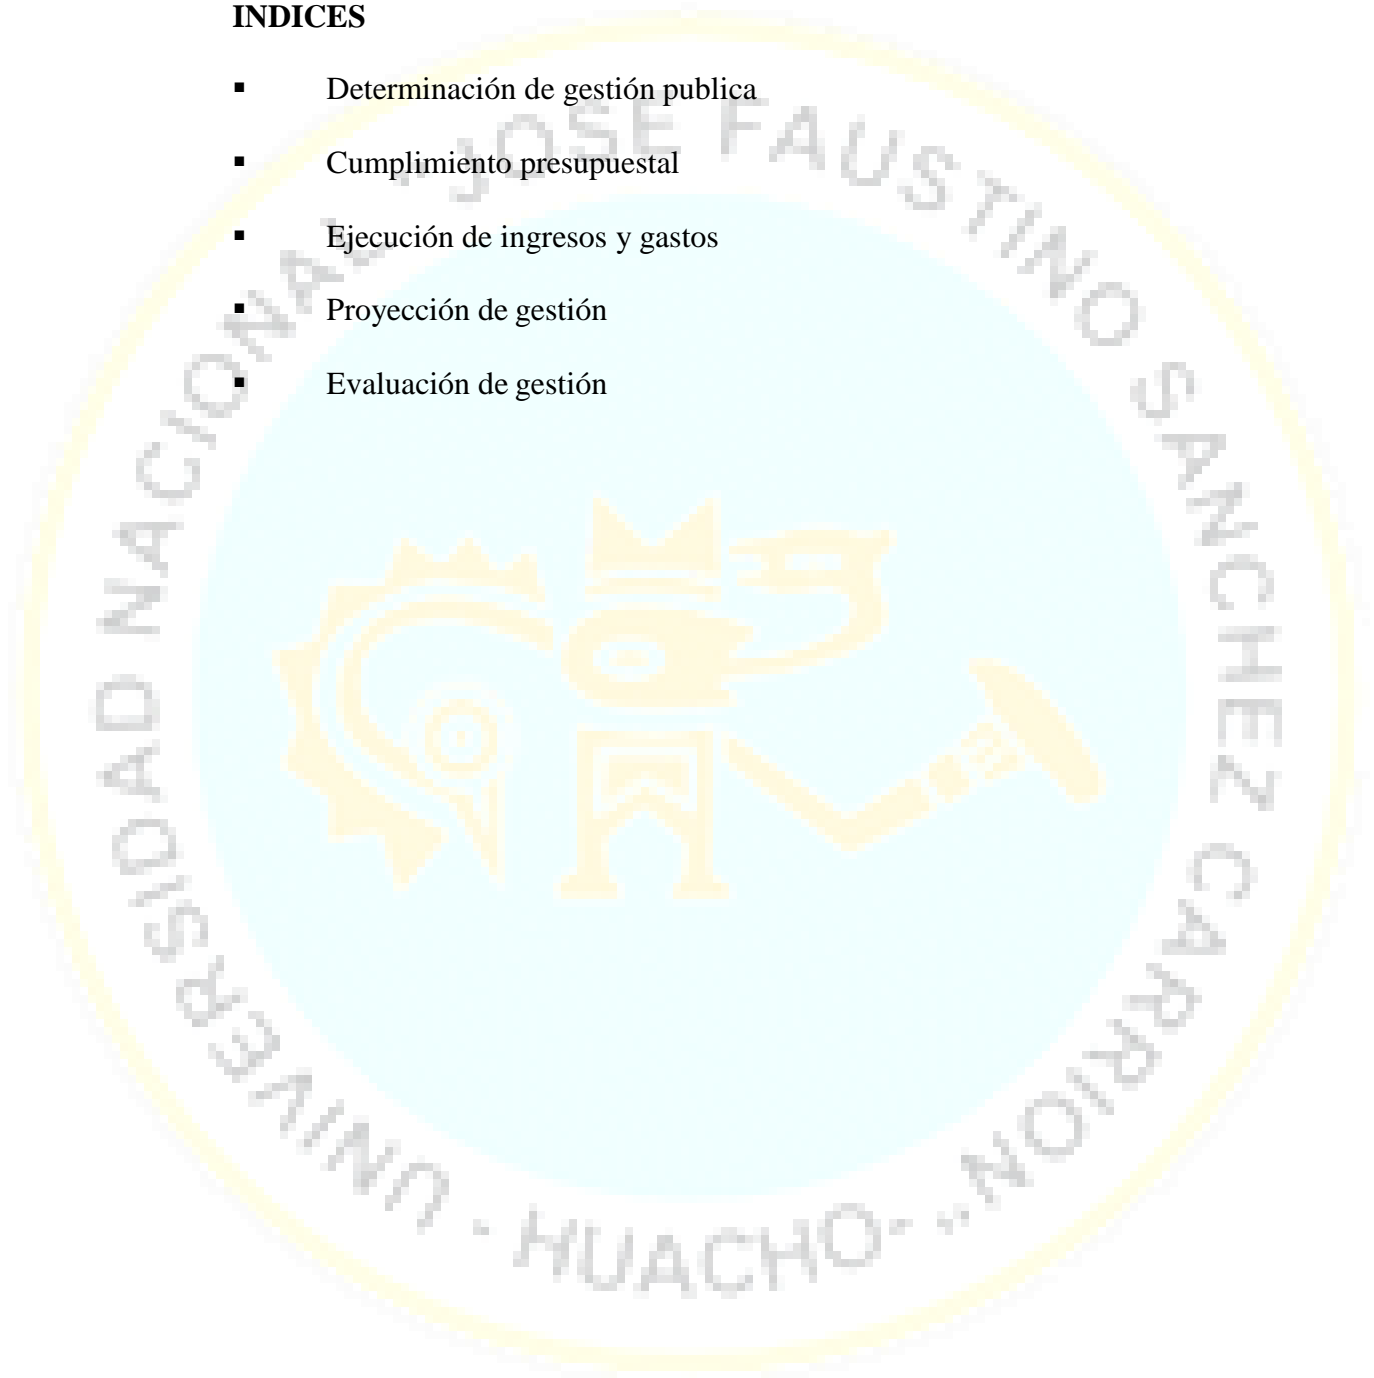 INDICES
▪ Determinación de gestión publica
▪ Cumplimiento presupuestal
▪ Ejecución de ingresos y gastos
▪ Proyección de gestión
▪ Evaluación de gestión
UNIVERSIDAD NACIONAL "JOSE FAUSTINO SANCHEZ CARRION" - HUACHO -